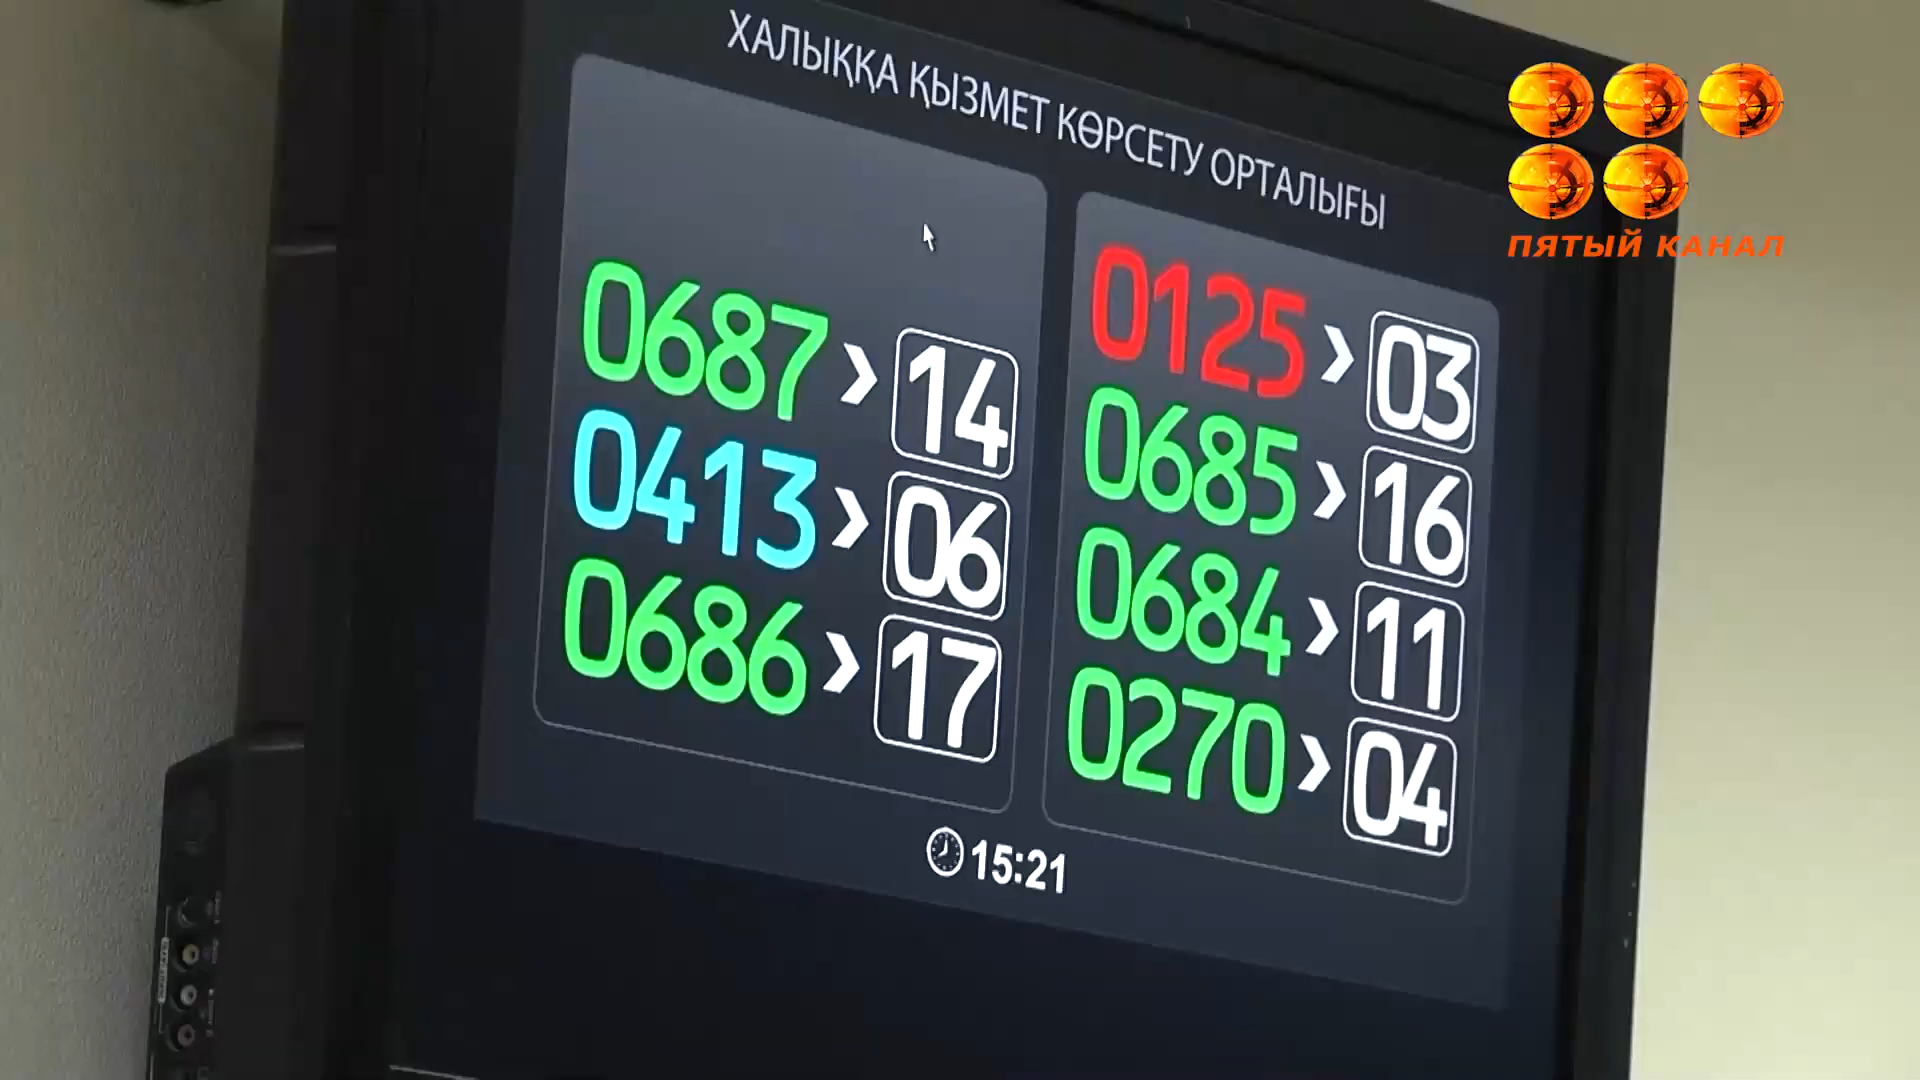 ХАЛЫҚҚА ҚЫЗМЕТ КӨРСЕТУ ОРТАЛЫҒЫ
0687 > 14
0413 > 06
0686 > 17
0125 > 03
0685 > 16
0684 > 11
0270 > 04
15:21
ПЯТЫЙ КАНАЛ